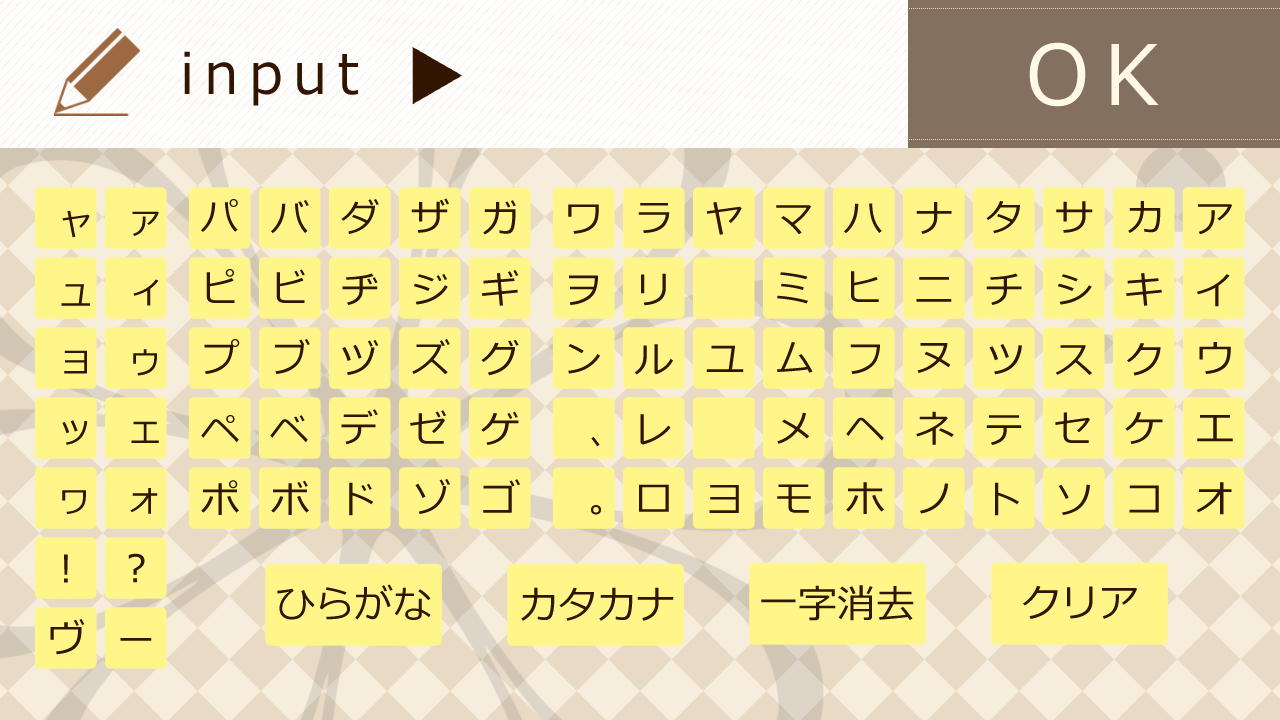 input ▶ OK
ャ ァ パ バ ダ ザ ガ ワ ラ ヤ マ ハ ナ タ サ カ ア
ュ ィ ピ ビ ヂ ジ ギ ヲ リ ミ ヒ ニ チ シ キ イ
ョ ゥ プ ブ ヅ ズ グ ン ル ユ ム フ ヌ ツ ス ク ウ
ッ ェ ペ ベ デ ゼ ゲ 、 レ メ ヘ ネ テ セ ケ エ
ヮ ォ ポ ボ ド ゾ ゴ 。 ロ ヨ モ ホ ノ ト ソ コ オ
! ?
ひらがな カタカナ 一字消去 クリア
ヴ ー